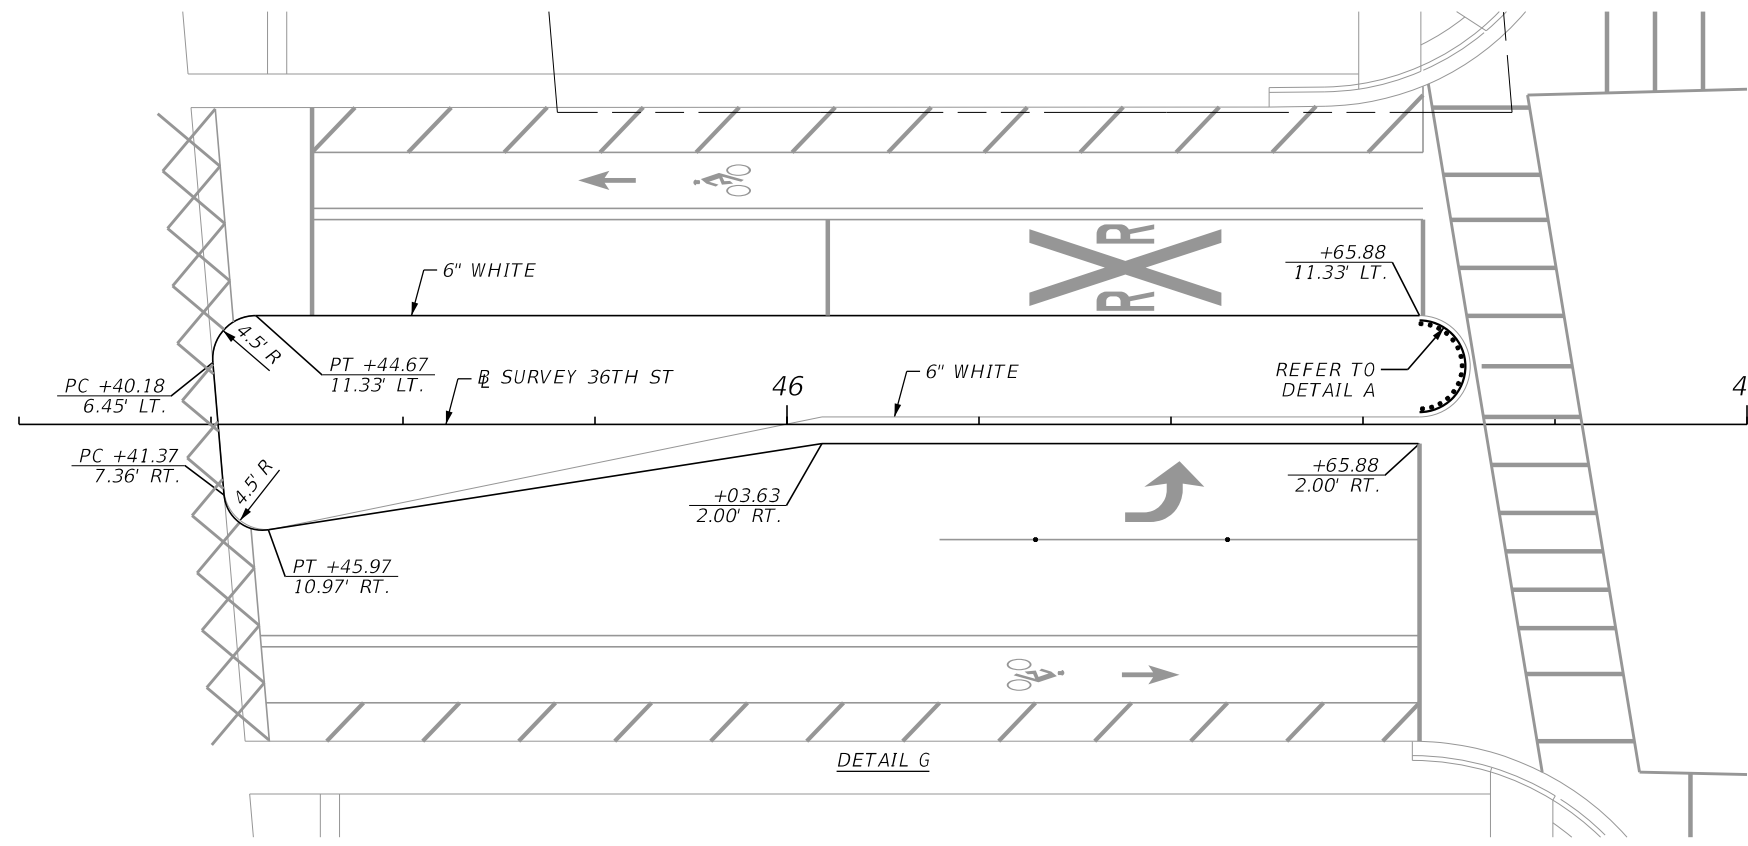 R
R
+65.88
11.33' LT.
6" WHITE
4.5' R
PT +44.67
11.33' LT.
BL SURVEY 36TH ST
6" WHITE
REFER TO
DETAIL A
PC +40.18
6.45' LT.
46
4
PC +41.37
7.36' RT.
4.5' R
+03.63
2.00' RT.
+65.88
2.00' RT.
PT +45.97
10.97' RT.
DETAIL G